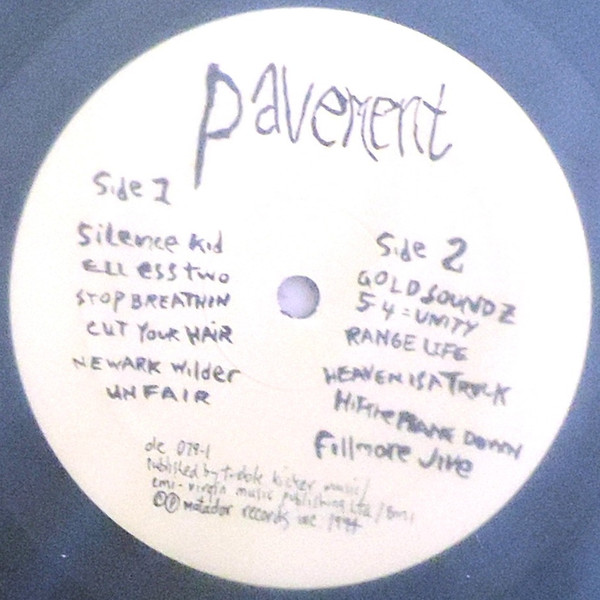 Pavement
Side 1
Silence Kid
ELL ESS TWO
STOP BREATHIN
CUT YOUR HAIR
NEWARK Wilder
UNFAIR
Side 2
GOLD SOUNDZ
5-4=UNITY
RANGE LIFE
HEAVEN IS A TRUCK
HIT THE PLANE DOWN
Fillmore Jive
ole 079-1
published by treble kicker music/
emi-virgin music publishing Ltd/bmi
©℗ matador records inc 1994